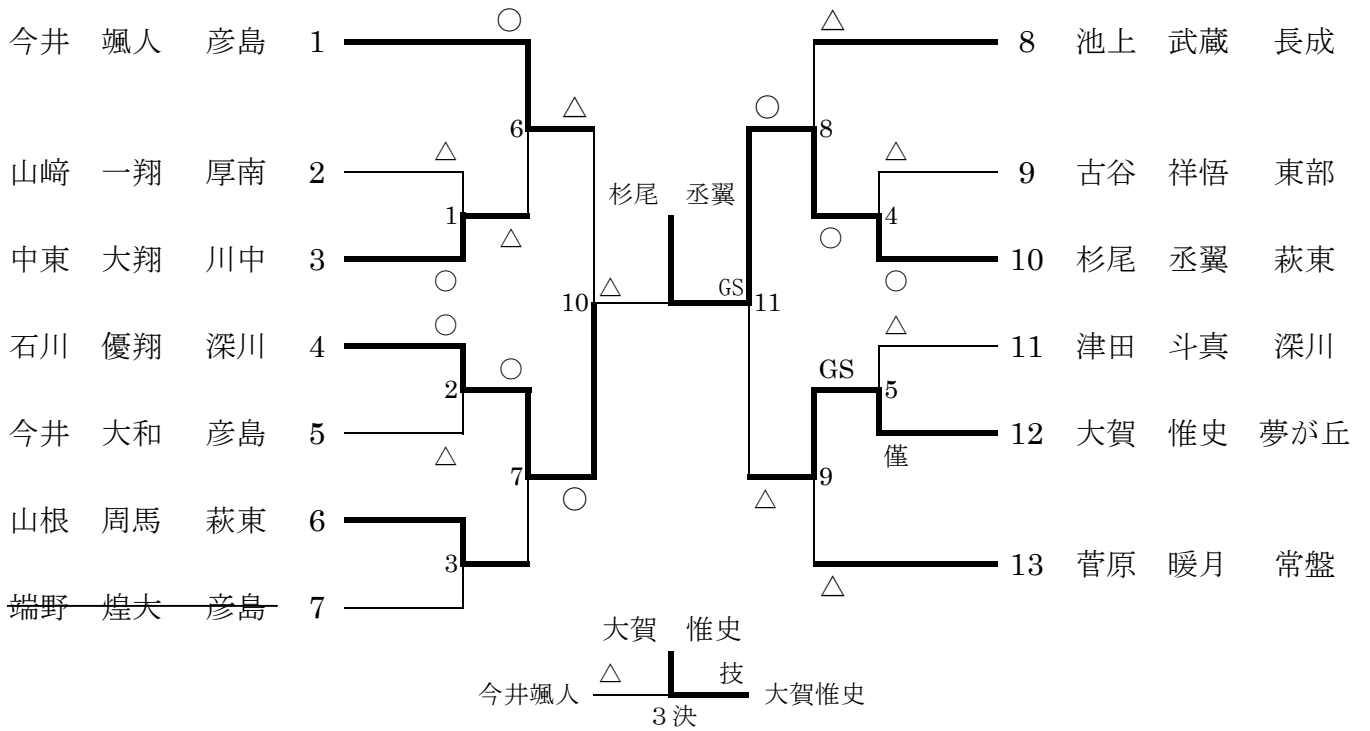 ○
△
今井 颯人 彦島 1
8 池上 武蔵 長成
△
○
6
8
△
△
山﨑 一翔 厚南 2
9 古谷 祥悟 東部
杉尾 丞翼
1
4
△
○
中東 大翔 川中 3
10 杉尾 丞翼 萩東
○
○
△
GS
10
11
○
△
石川 優翔 深川 4
11 津田 斗真 深川
○
GS
2
5
今井 大和 彦島 5
12 大賀 惟史 夢が丘
△
僅
7
9
○
△
山根 周馬 萩東 6
3
13 菅原 暖月 常盤
△
端野 煌大 彦島 7
大賀 惟史
△
技
今井颯人
大賀惟史
3決